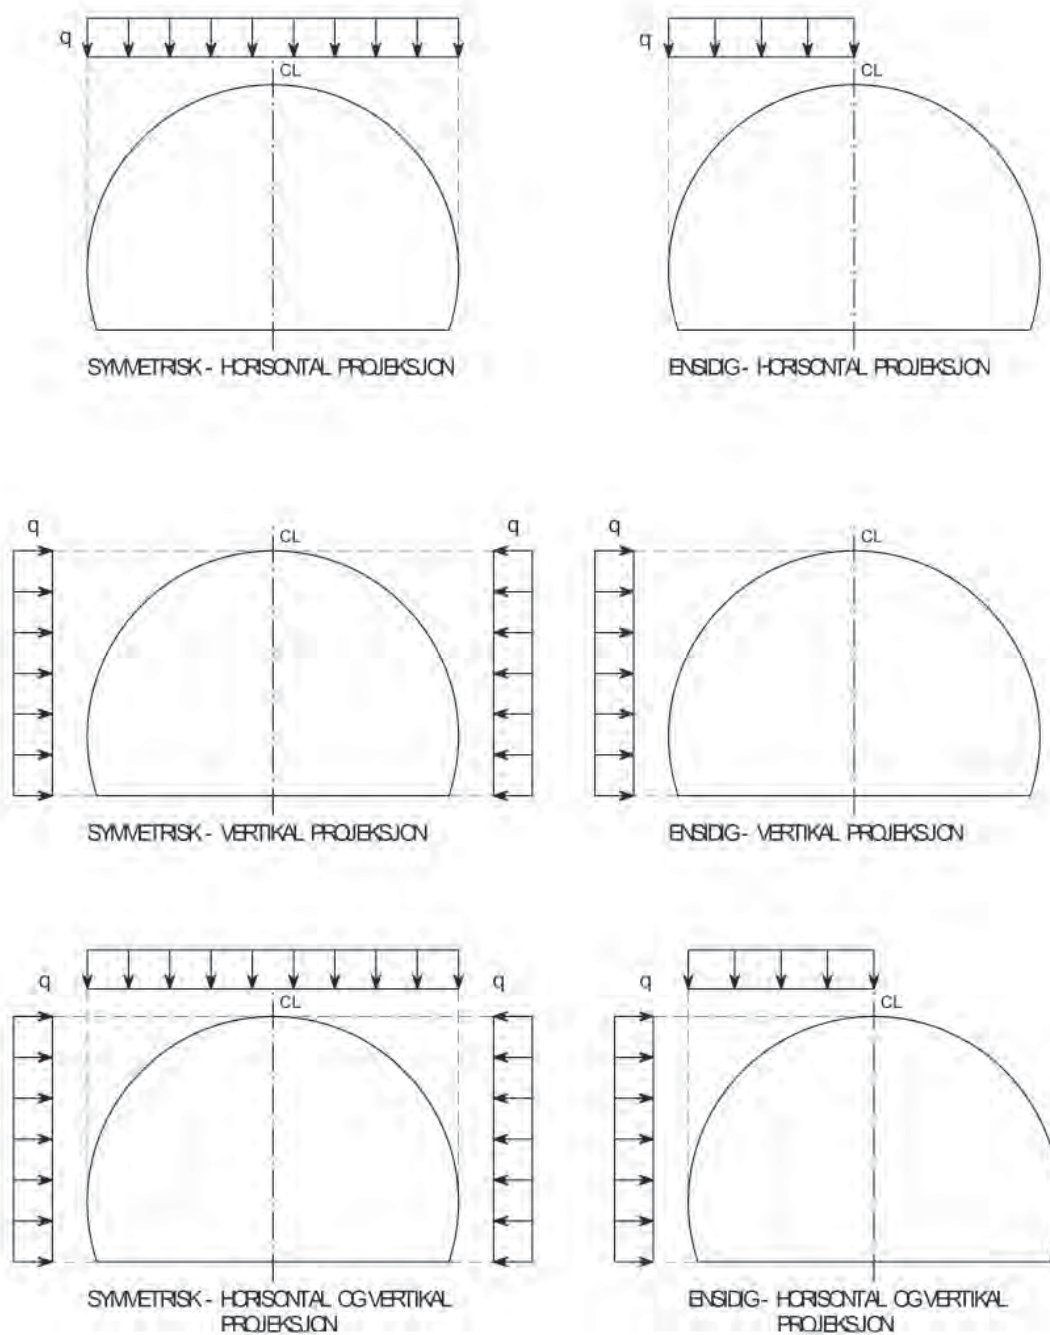 q
CL
SYMMETRISK - HORISONTAL PROJEKSJON
q
CL
ENSIDIG - HORISONTAL PROJEKSJON
q
CL
q
SYMMETRISK - VERTIKAL PROJEKSJON
q
CL
ENSIDIG - VERTIKAL PROJEKSJON
q
CL
q
SYMMETRISK - HORISONTAL OG VERTIKAL
PROJEKSJON
q
CL
ENSIDIG - HORISONTAL OG VERTIKAL
PROJEKSJON